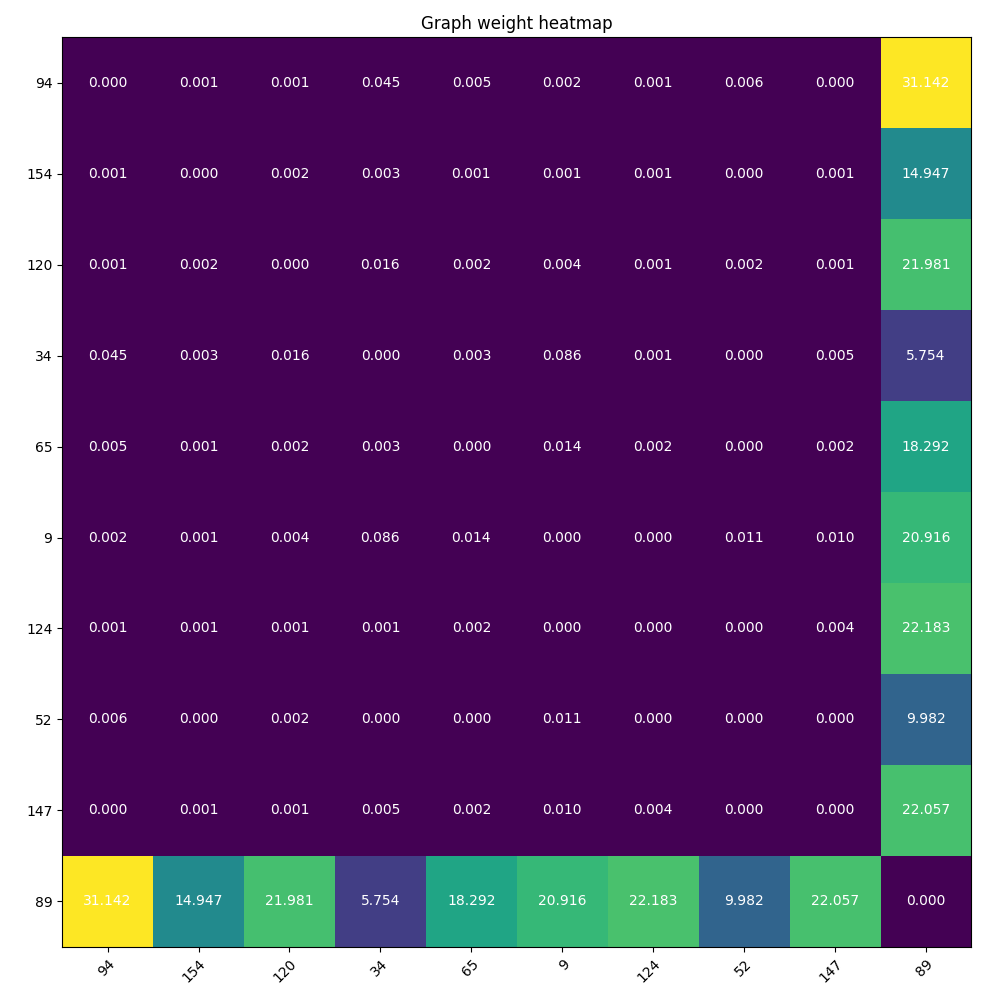 Graph weight heatmap
94 0.000 0.001 0.001 0.045 0.005 0.002 0.001 0.006 0.000 31.142
154 0.001 0.000 0.002 0.003 0.001 0.001 0.001 0.000 0.001 14.947
120 0.001 0.002 0.000 0.016 0.002 0.004 0.001 0.002 0.001 21.981
34 0.045 0.003 0.016 0.000 0.003 0.086 0.001 0.000 0.005 5.754
65 0.005 0.001 0.002 0.003 0.000 0.014 0.002 0.000 0.002 18.292
9 0.002 0.001 0.004 0.086 0.014 0.000 0.000 0.011 0.010 20.916
124 0.001 0.001 0.001 0.001 0.002 0.000 0.000 0.000 0.004 22.183
52 0.006 0.000 0.002 0.000 0.000 0.011 0.000 0.000 0.000 9.982
147 0.000 0.001 0.001 0.005 0.002 0.010 0.004 0.000 0.000 22.057
89 31.142 14.947 21.981 5.754 18.292 20.916 22.183 9.982 22.057 0.000
94 154 120 34 65 9 124 52 147 89